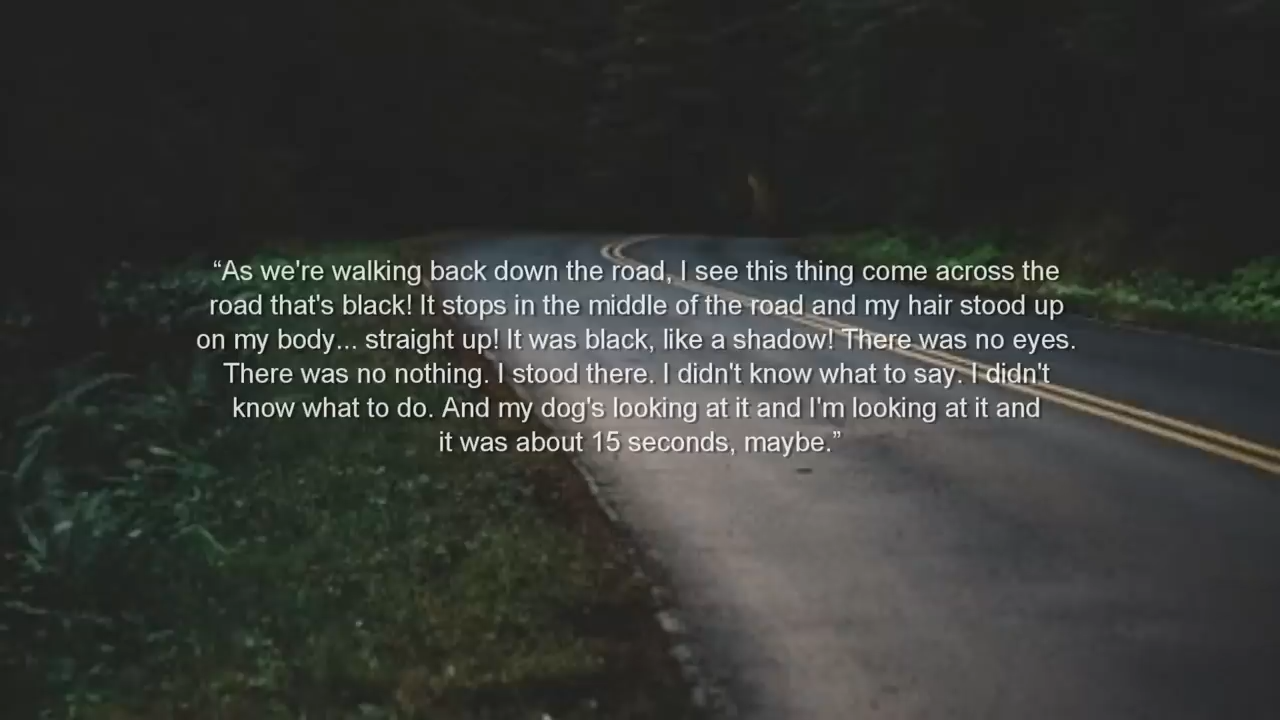 “As we're walking back down the road, I see this thing come across the
road that's black! It stops in the middle of the road and my hair stood up
on my body... straight up! It was black, like a shadow! There was no eyes.
There was no nothing. I stood there. I didn't know what to say. I didn't
know what to do. And my dog's looking at it and I'm looking at it and
it was about 15 seconds, maybe.”